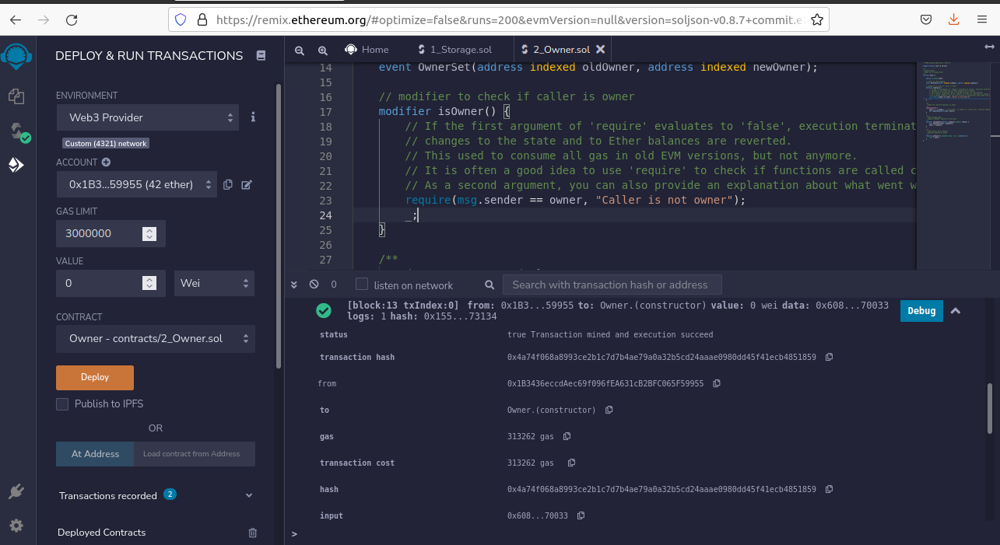 https://remix.ethereum.org/#optimize=false&runs=200&evmVersion=null&version=soljson-v0.8.7+commit.e
DEPLOY & RUN TRANSACTIONS
ENVIRONMENT
Web3 Provider
i
Custom (4321) network
ACCOUNT
0x1B3...59955 (42 ether)
GAS LIMIT
3000000
VALUE
0
Wei
CONTRACT
Owner - contracts/2_Owner.sol
Deploy
Publish to IPFS
OR
At Address
Load contract from Address
Transactions recorded 2
Deployed Contracts
Home
1_Storage.sol
2_Owner.sol
14 event OwnerSet(address indexed oldOwner, address indexed newOwner);
15
16 // modifier to check if caller is owner
17 modifier isOwner() {
18 // If the first argument of 'require' evaluates to 'false', execution terminat
19 // changes to the state and to Ether balances are reverted.
20 // This used to consume all gas in old EVM versions, but not anymore.
21 // It is often a good idea to use 'require' to check if functions are called c
22 // As a second argument, you can also provide an explanation about what went w
23 require(msg.sender == owner, "Caller is not owner");
24 _;
25 }
26
27 /**
0
listen on network
Search with transaction hash or address
[block:13 txIndex:0] from: 0x1B3...59955 to: Owner.(constructor) value: 0 wei data: 0x608...70033
logs: 1 hash: 0x155...73134
Debug
status true Transaction mined and execution succeed
transaction hash 0x4a74f068a8993ce2b1c7d7b4ae79a0a32b5cd24aaae0980dd45f41ecb4851859
from 0x1B3436eccdAec69f096fEA631cB2BFC065F59955
to Owner.(constructor)
gas 313262 gas
transaction cost 313262 gas
hash 0x4a74f068a8993ce2b1c7d7b4ae79a0a32b5cd24aaae0980dd45f41ecb4851859
input 0x608...70033
>